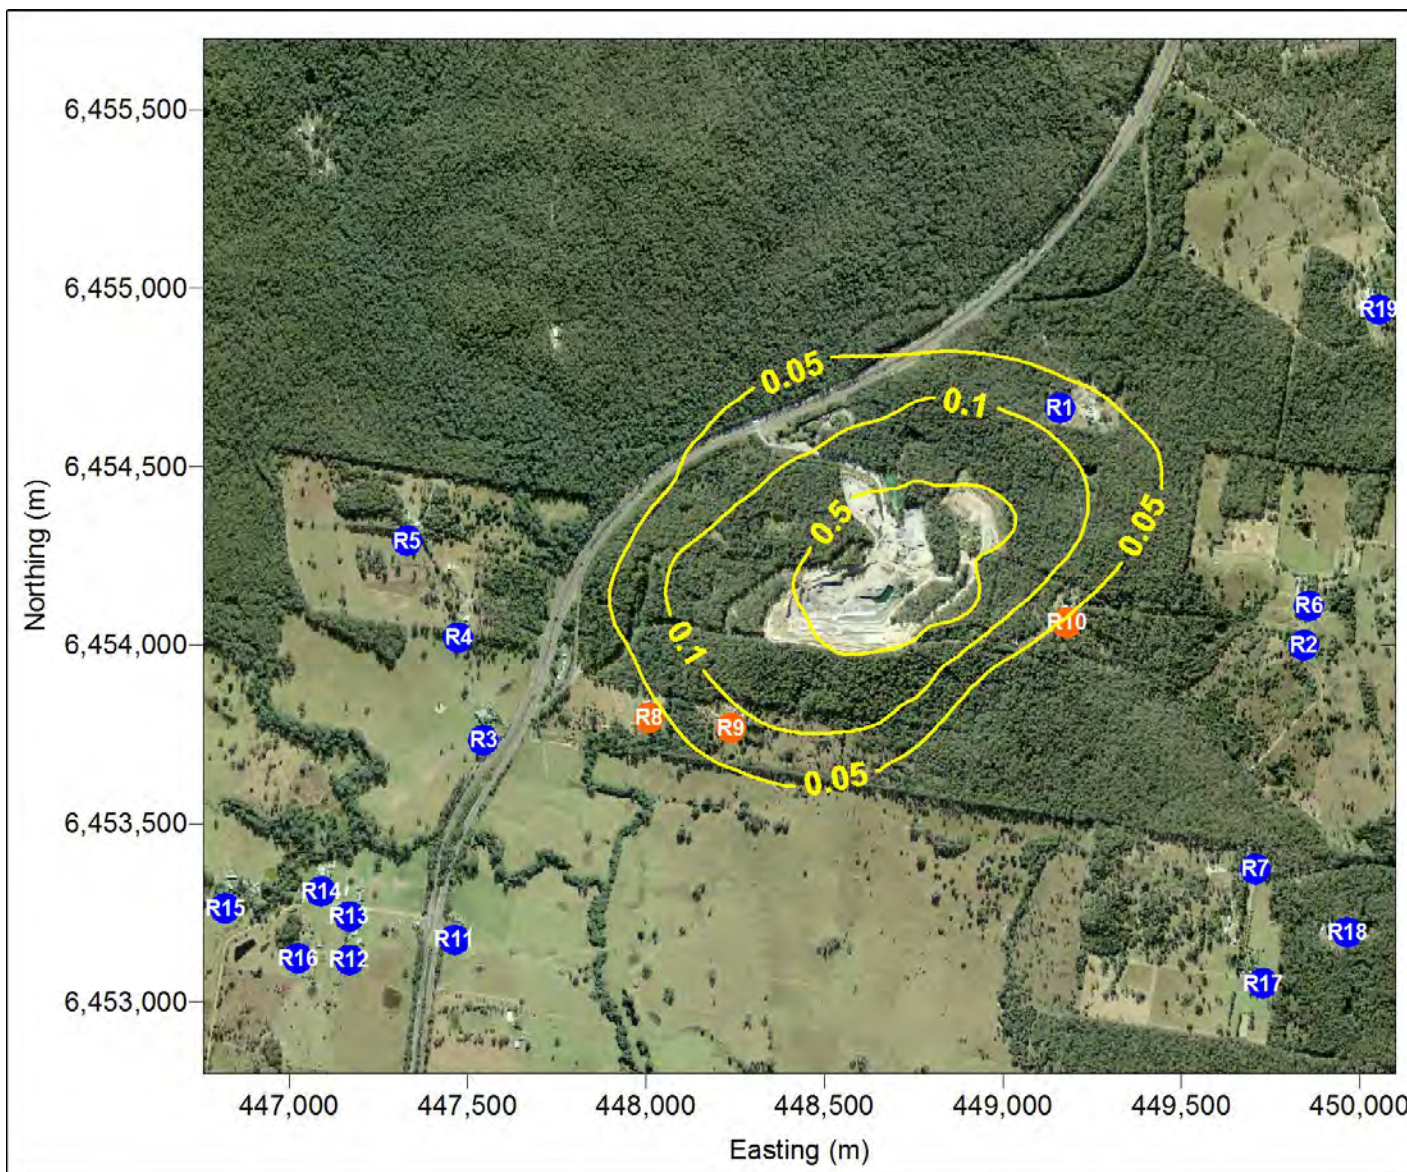 6,455,500
6,455,000
R19
0.05
0.1
R1
6,454,500
0.5
0.05
R5
R6
R10
Northing (m)
6,454,000
R4
0.1
R2
R8
R9
R3
0.05
6,453,500
R7
R14
R15
R13
R11
R18
R16
R12
R17
6,453,000
447,000 447,500 448,000 448,500 449,000 449,500 450,000
Easting (m)